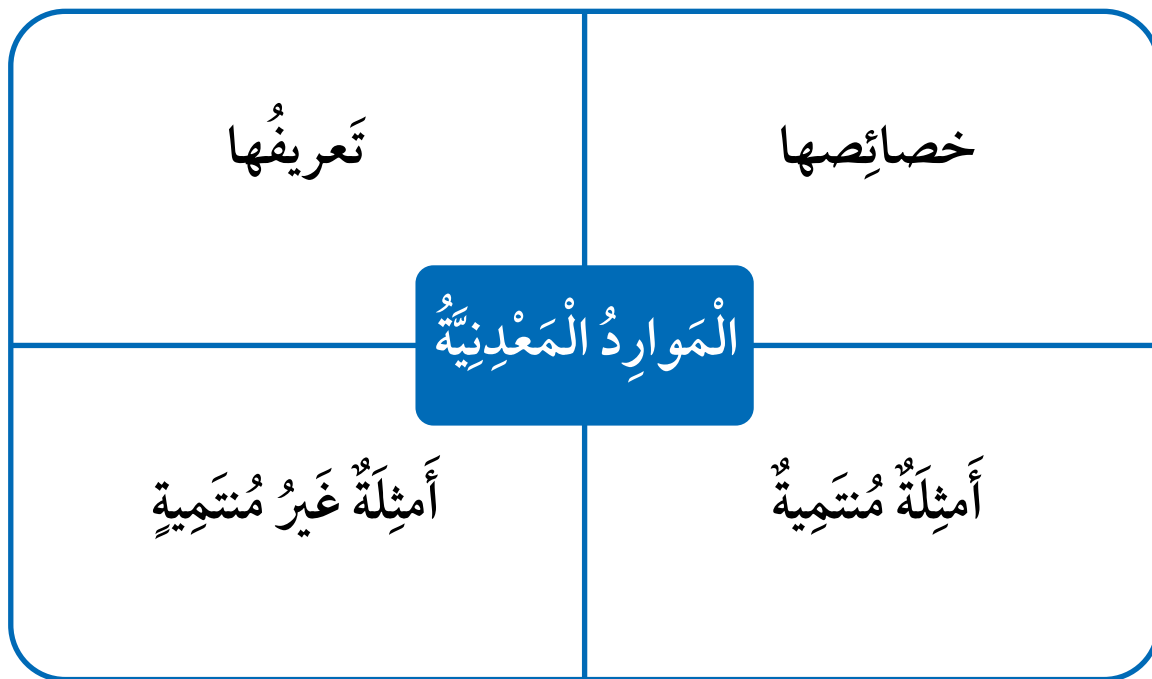 خصائِصها
تَعريفُها
الْمَوارِدُ الْمَعْدِنِيَّةُ
أَمثِلَةٌ مُنتَمِيةٌ
أَمثِلَةٌ غَيرُ مُنتَمِيةٍ